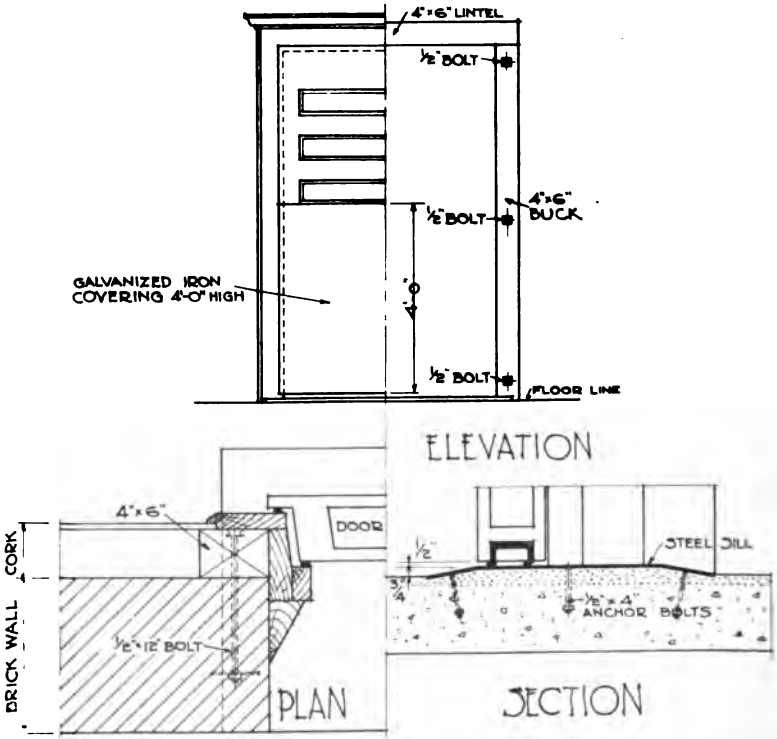 4"×6" LINTEL
½" BOLT
4"×6"
BUCK
½" BOLT
GALVANIZED IRON
COVERING 4'-0" HIGH
4'-0"
½" BOLT
FLOOR LINE
ELEVATION
4"×6"
DOOR
½"
STEEL SILL
CORK
¾"
½" × 4"
ANCHOR BOLTS
½"×12" BOLT
BRICK WALL
PLAN
SECTION